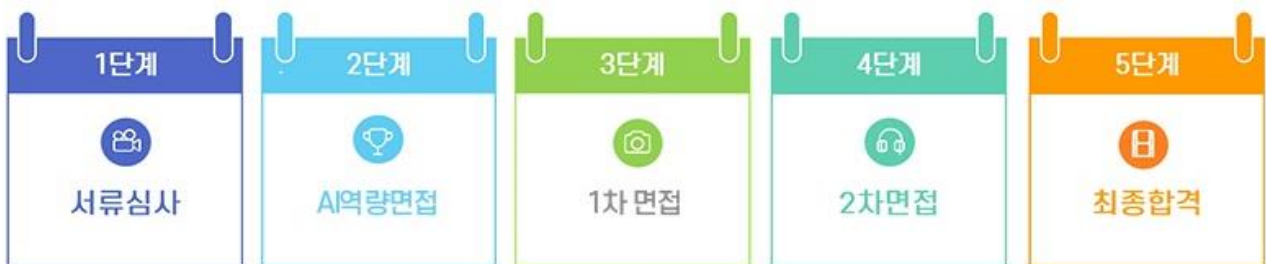 1단계
서류심사
2단계
AI역량면접
3단계
1차 면접
4단계
2차면접
5단계
최종합격